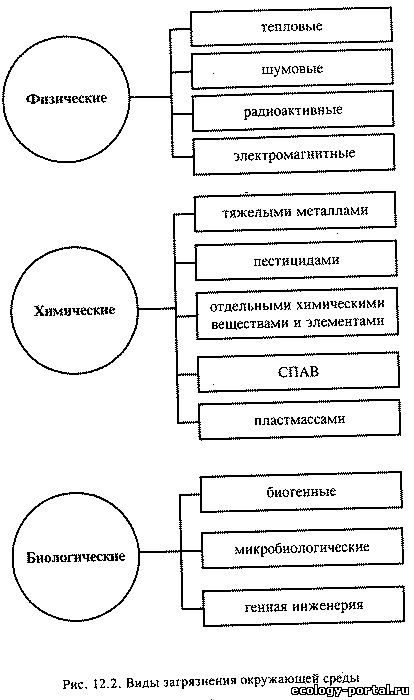 Физические
тепловые
шумовые
радиоактивные
электромагнитные
Химические
тяжелыми металлами
пестицидами
отдельными химическими
веществами и элементами
СПАВ
пластмассами
Биологические
биогенные
микробиологические
генная инженерия
Рис. 12.2. Виды загрязнения окружающей среды
ecology-portal.ru